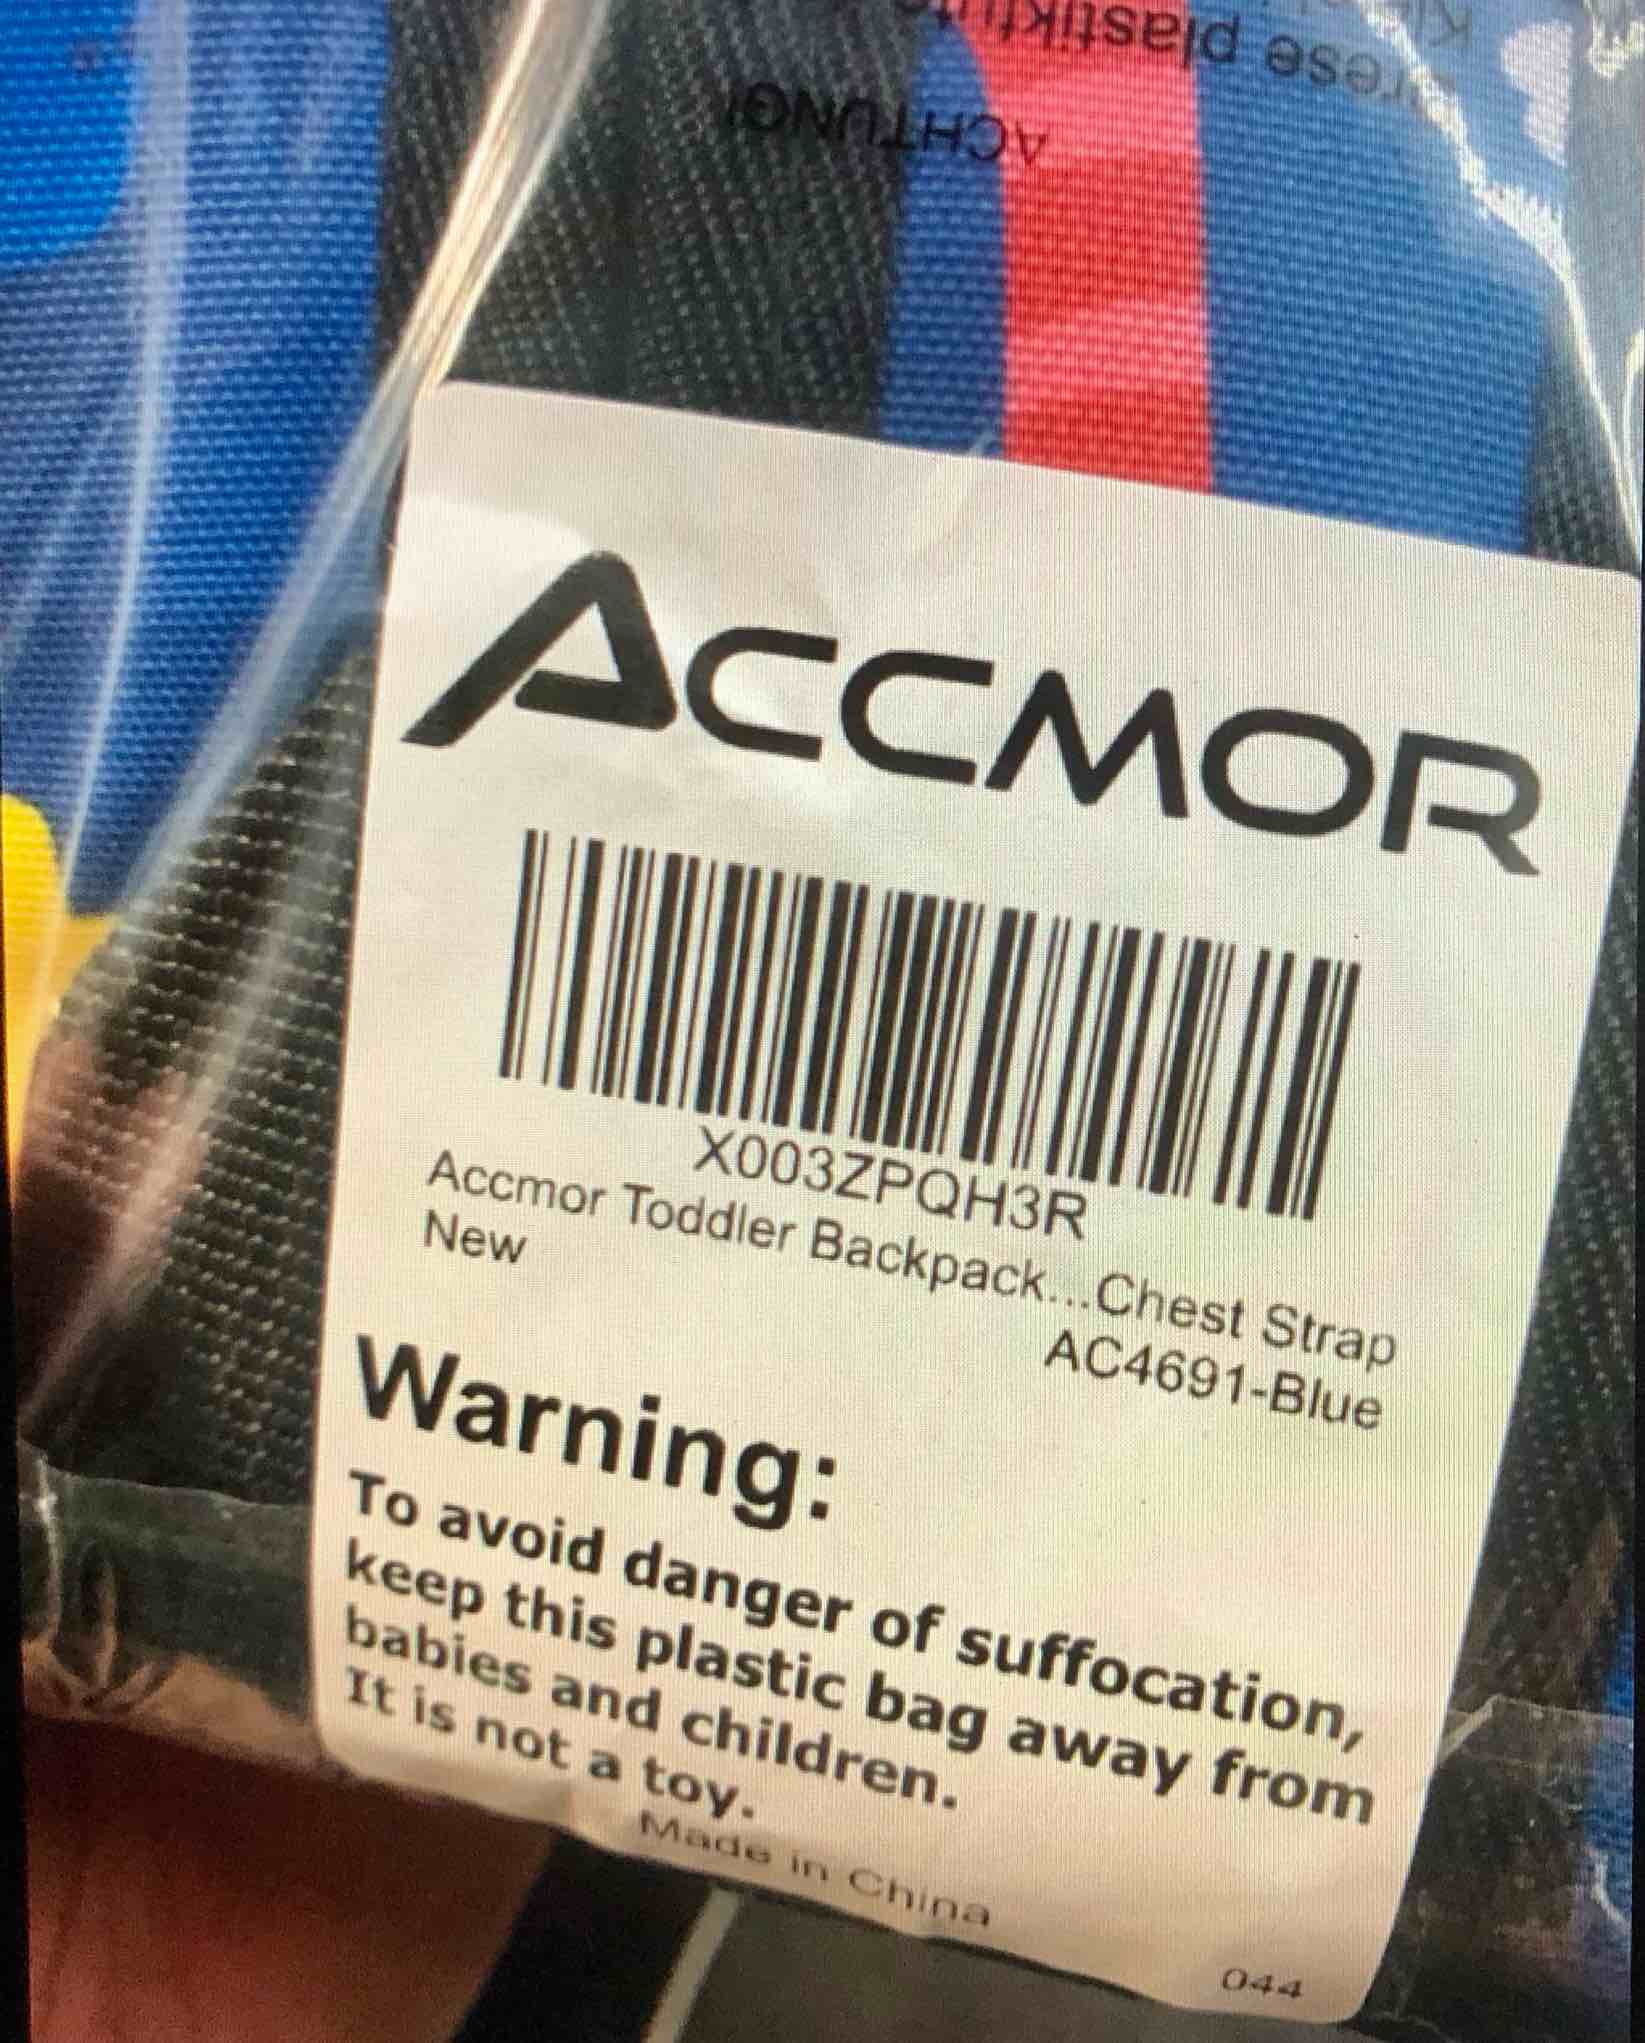 ACHTUNG!
ACCMOR
X003ZPQH3R
Accmor Toddler Backpack...Chest Strap
New
AC4691-Blue
Warning:
To avoid danger of suffocation,
keep this plastic bag away from
babies and children.
It is not a toy.
Made in China
044